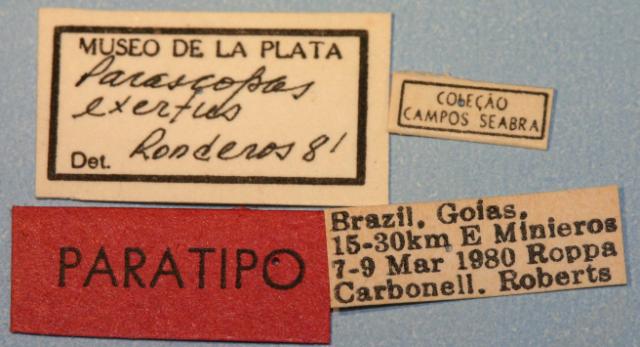 MUSEO DE LA PLATA
Parascopas
exertus
Det. Ronderos 81
COLEÇÃO
CAMPOS SEABRA
PARATIPO
Brazil. Goias.
15-30km E Minieros
7-9 Mar 1980 Roppa
Carbonell. Roberts